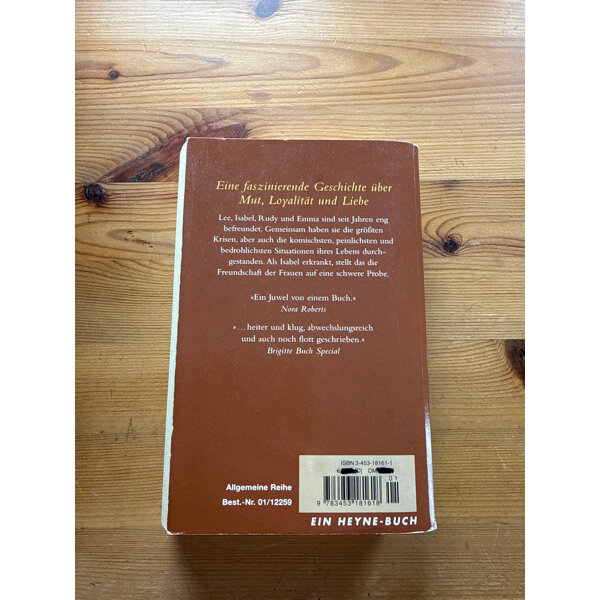 Eine faszinierende Geschichte über
Mut, Loyalität und Liebe
Lee, Isabel, Rudy und Emma sind seit Jahren eng
befreundet. Gemeinsam haben sie die größten
Krisen, aber auch die komischsten, peinlichsten und
bedrohlichsten Situationen ihres Lebens durch-
gestanden. Als Isabel erkrankt, stellt das die
Freundschaft der Frauen auf eine schwere Probe.
»Ein Juwel von einem Buch.«
Nora Roberts
»…heiter und klug, abwechslungsreich
und auch noch flott geschrieben.«
Brigitte Buch Special
ISBN 3-453-18161-1
DM
01
9 783453 181618
Allgemeine Reihe
Best.-Nr. 01/12259
EIN HEYNE-BUCH